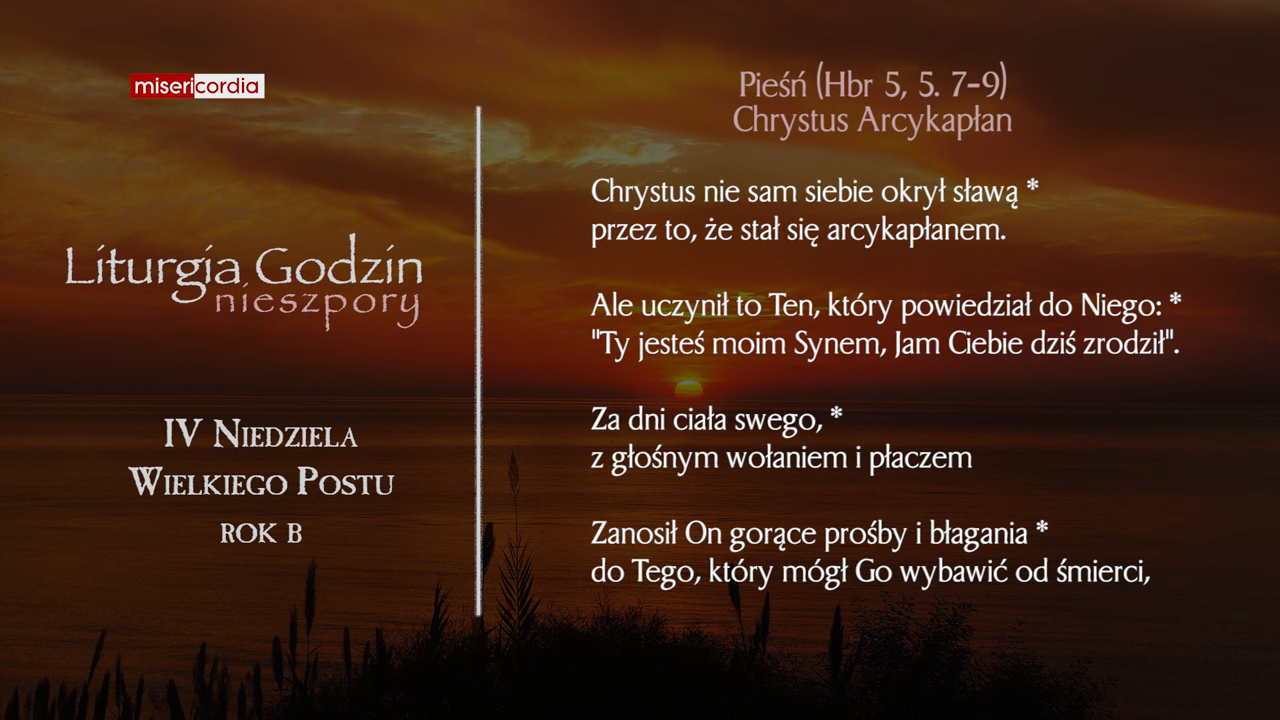 misericordia
Liturgia Godzin
nieszpory
IV Niedziela
Wielkiego Postu
rok B
Pieśń (Hbr 5, 5. 7-9)
Chrystus Arcykapłan
Chrystus nie sam siebie okrył sławą *
przez to, że stał się arcykapłanem.
Ale uczynił to Ten, który powiedział do Niego: *
"Ty jesteś moim Synem, Jam Ciebie dziś zrodził".
Za dni ciała swego, *
z głośnym wołaniem i płaczem
Zanosił On gorące prośby i błagania *
do Tego, który mógł Go wybawić od śmierci,